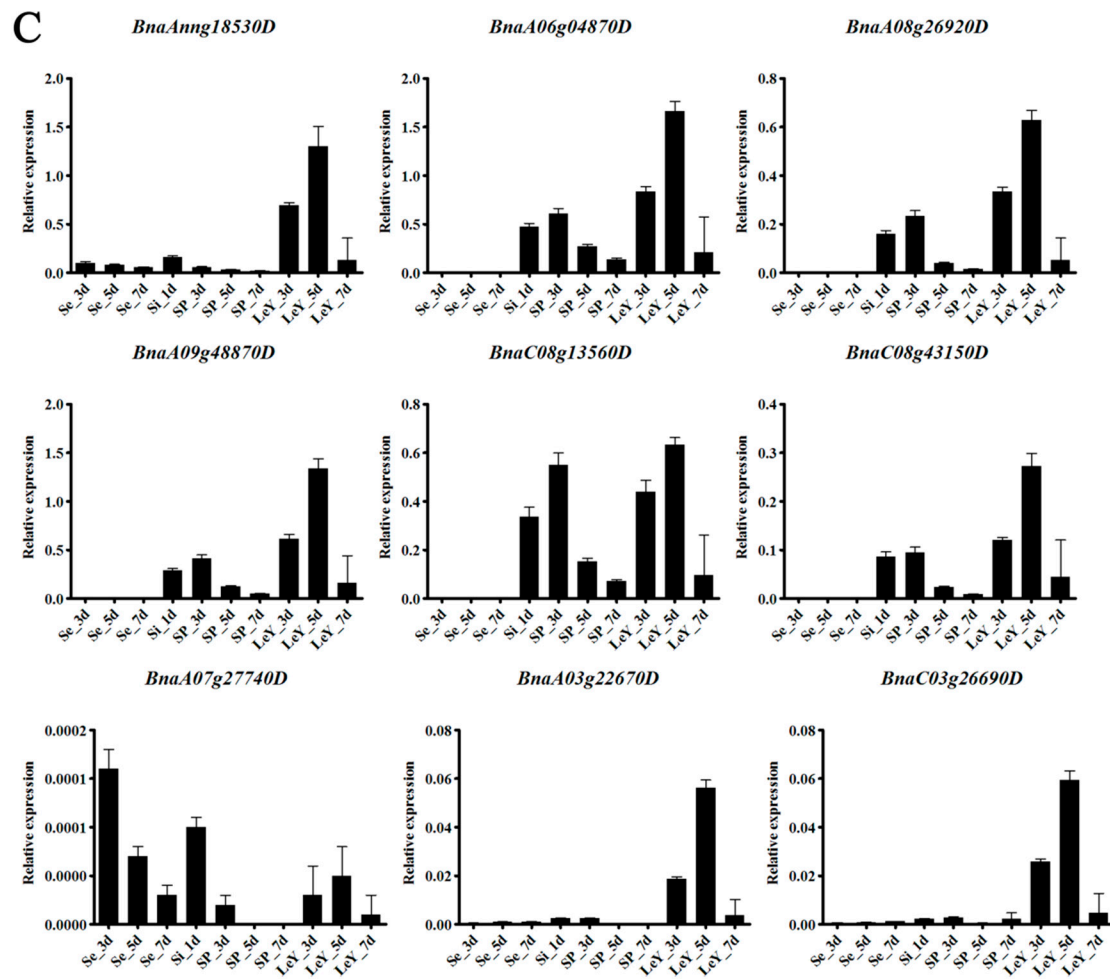 C
BnaAnng18530D
BnaA06g04870D
BnaA08g26920D
Relative expression
2.0
1.5
1.0
0.5
0.0
Se_3d
Se_5d
Se_7d
Si_1d
SP_3d
SP_5d
SP_7d
LeY_3d
LeY_5d
LeY_7d
Relative expression
2.0
1.5
1.0
0.5
0.0
Se_3d
Se_5d
Se_7d
Si_1d
SP_3d
SP_5d
SP_7d
LeY_3d
LeY_5d
LeY_7d
Relative expression
0.8
0.6
0.4
0.2
0.0
Se_3d
Se_5d
Se_7d
Si_1d
SP_3d
SP_5d
SP_7d
LeY_3d
LeY_5d
LeY_7d
BnaA09g48870D
BnaC08g13560D
BnaC08g43150D
Relative expression
2.0
1.5
1.0
0.5
0.0
Se_3d
Se_5d
Se_7d
Si_1d
SP_3d
SP_5d
SP_7d
LeY_3d
LeY_5d
LeY_7d
Relative expression
0.8
0.6
0.4
0.2
0.0
Se_3d
Se_5d
Se_7d
Si_1d
SP_3d
SP_5d
SP_7d
LeY_3d
LeY_5d
LeY_7d
Relative expression
0.4
0.3
0.2
0.1
0.0
Se_3d
Se_5d
Se_7d
Si_1d
SP_3d
SP_5d
SP_7d
LeY_3d
LeY_5d
LeY_7d
BnaA07g27740D
BnaA03g22670D
BnaC03g26690D
Relative expression
0.0002
0.0001
0.0001
0.0000
0.0000
Se_3d
Se_5d
Se_7d
Si_1d
SP_3d
SP_5d
SP_7d
LeY_3d
LeY_5d
LeY_7d
Relative expression
0.08
0.06
0.04
0.02
0.00
Se_3d
Se_5d
Se_7d
Si_1d
SP_3d
SP_5d
SP_7d
LeY_3d
LeY_5d
LeY_7d
Relative expression
0.08
0.06
0.04
0.02
0.00
Se_3d
Se_5d
Se_7d
Si_1d
SP_3d
SP_5d
SP_7d
LeY_3d
LeY_5d
LeY_7d